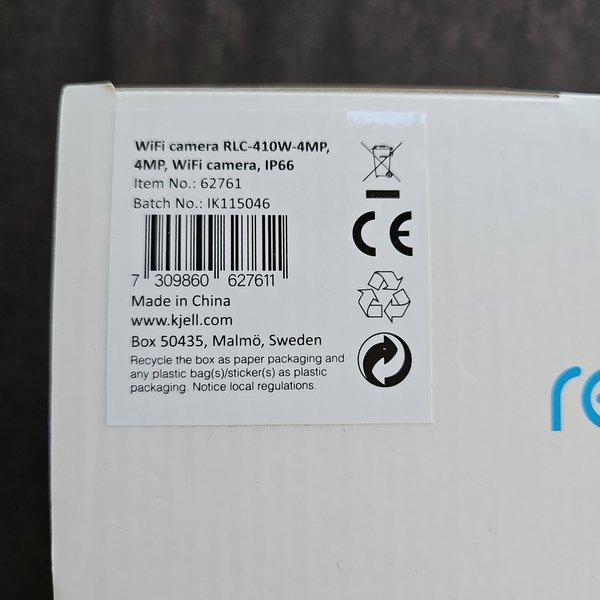 WiFi camera RLC-410W-4MP,
4MP, WiFi camera, IP66
Item No.: 62761
Batch No.: IK115046
7 309860 627611
Made in China
www.kjell.com
Box 50435, Malmö, Sweden
Recycle the box as paper packaging and
any plastic bag(s)/sticker(s) as plastic
packaging. Notice local regulations.
CE
re